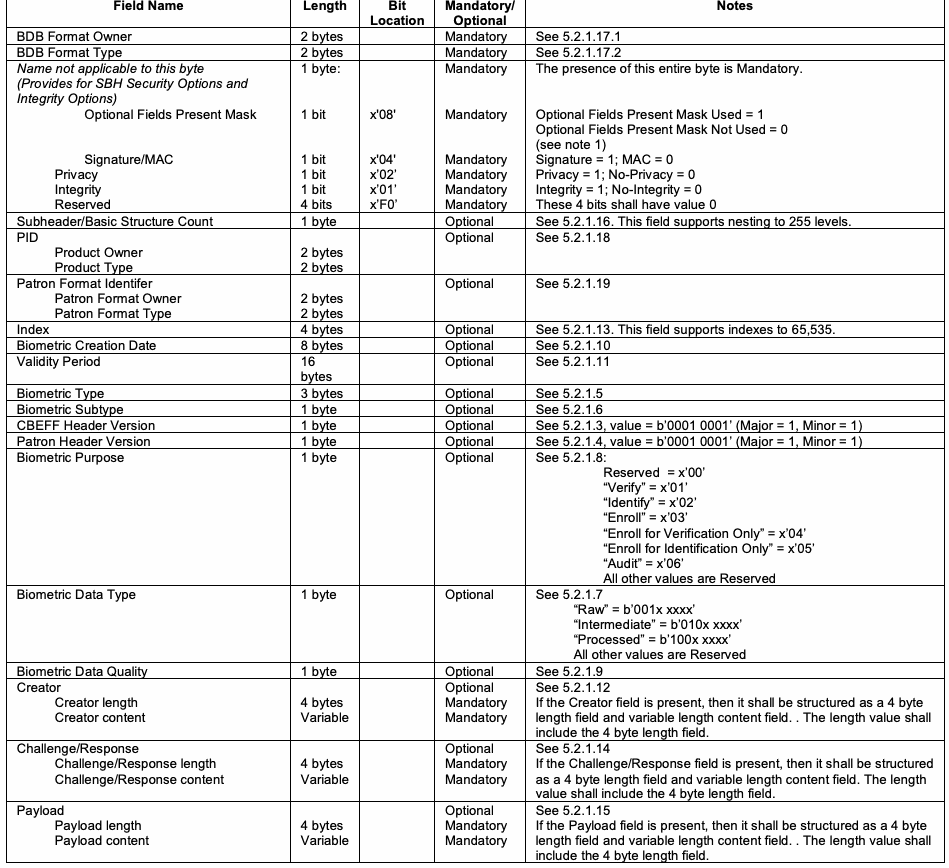 Field Name Length Bit Location Mandatory/ Optional Notes
BDB Format Owner 2 bytes Mandatory See 5.2.1.17.1
BDB Format Type 2 bytes Mandatory See 5.2.1.17.2
Name not applicable to this byte 1 byte: Mandatory The presence of this entire byte is Mandatory.
(Provides for SBH Security Options and
Integrity Options)
Optional Fields Present Mask 1 bit x'08' Mandatory Optional Fields Present Mask Used = 1
Optional Fields Present Mask Not Used = 0
(see note 1)
Signature/MAC 1 bit x'04' Mandatory Signature = 1; MAC = 0
Privacy 1 bit x'02' Mandatory Privacy = 1; No-Privacy = 0
Integrity 1 bit x'01' Mandatory Integrity = 1; No-Integrity = 0
Reserved 4 bits x'F0' Mandatory These 4 bits shall have value 0
Subheader/Basic Structure Count 1 byte Optional See 5.2.1.16. This field supports nesting to 255 levels.
PID Optional See 5.2.1.18
Product Owner 2 bytes
Product Type 2 bytes
Patron Format Identifer Optional See 5.2.1.19
Patron Format Owner 2 bytes
Patron Format Type 2 bytes
Index 4 bytes Optional See 5.2.1.13. This field supports indexes to 65,535.
Biometric Creation Date 8 bytes Optional See 5.2.1.10
Validity Period 16 Optional See 5.2.1.11
bytes
Biometric Type 3 bytes Optional See 5.2.1.5
Biometric Subtype 1 byte Optional See 5.2.1.6
CBEFF Header Version 1 byte Optional See 5.2.1.3, value = b'0001 0001' (Major = 1, Minor = 1)
Patron Header Version 1 byte Optional See 5.2.1.4, value = b'0001 0001' (Major = 1, Minor = 1)
Biometric Purpose 1 byte Optional See 5.2.1.8:
Reserved = x'00'
“Verify” = x'01'
“Identify” = x'02'
“Enroll” = x'03'
“Enroll for Verification Only” = x'04'
“Enroll for Identification Only” = x'05'
“Audit” = x'06'
All other values are Reserved
Biometric Data Type 1 byte Optional See 5.2.1.7
“Raw” = b'001x xxxx'
“Intermediate” = b'010x xxxx'
“Processed” = b'100x xxxx'
All other values are Reserved
Biometric Data Quality 1 byte Optional See 5.2.1.9
Creator Optional See 5.2.1.12
Creator length 4 bytes Mandatory If the Creator field is present, then it shall be structured as a 4 byte
Creator content Variable Mandatory length field and variable length content field. . The length value shall
include the 4 byte length field.
Challenge/Response Optional See 5.2.1.14
Challenge/Response length 4 bytes Mandatory If the Challenge/Response field is present, then it shall be structured
Challenge/Response content Variable Mandatory as a 4 byte length field and variable length content field. The length
value shall include the 4 byte length field.
Payload Optional See 5.2.1.15
Payload length 4 bytes Mandatory If the Payload field is present, then it shall be structured as a 4 byte
Payload content Variable Mandatory length field and variable length content field. . The length value shall
include the 4 byte length field.